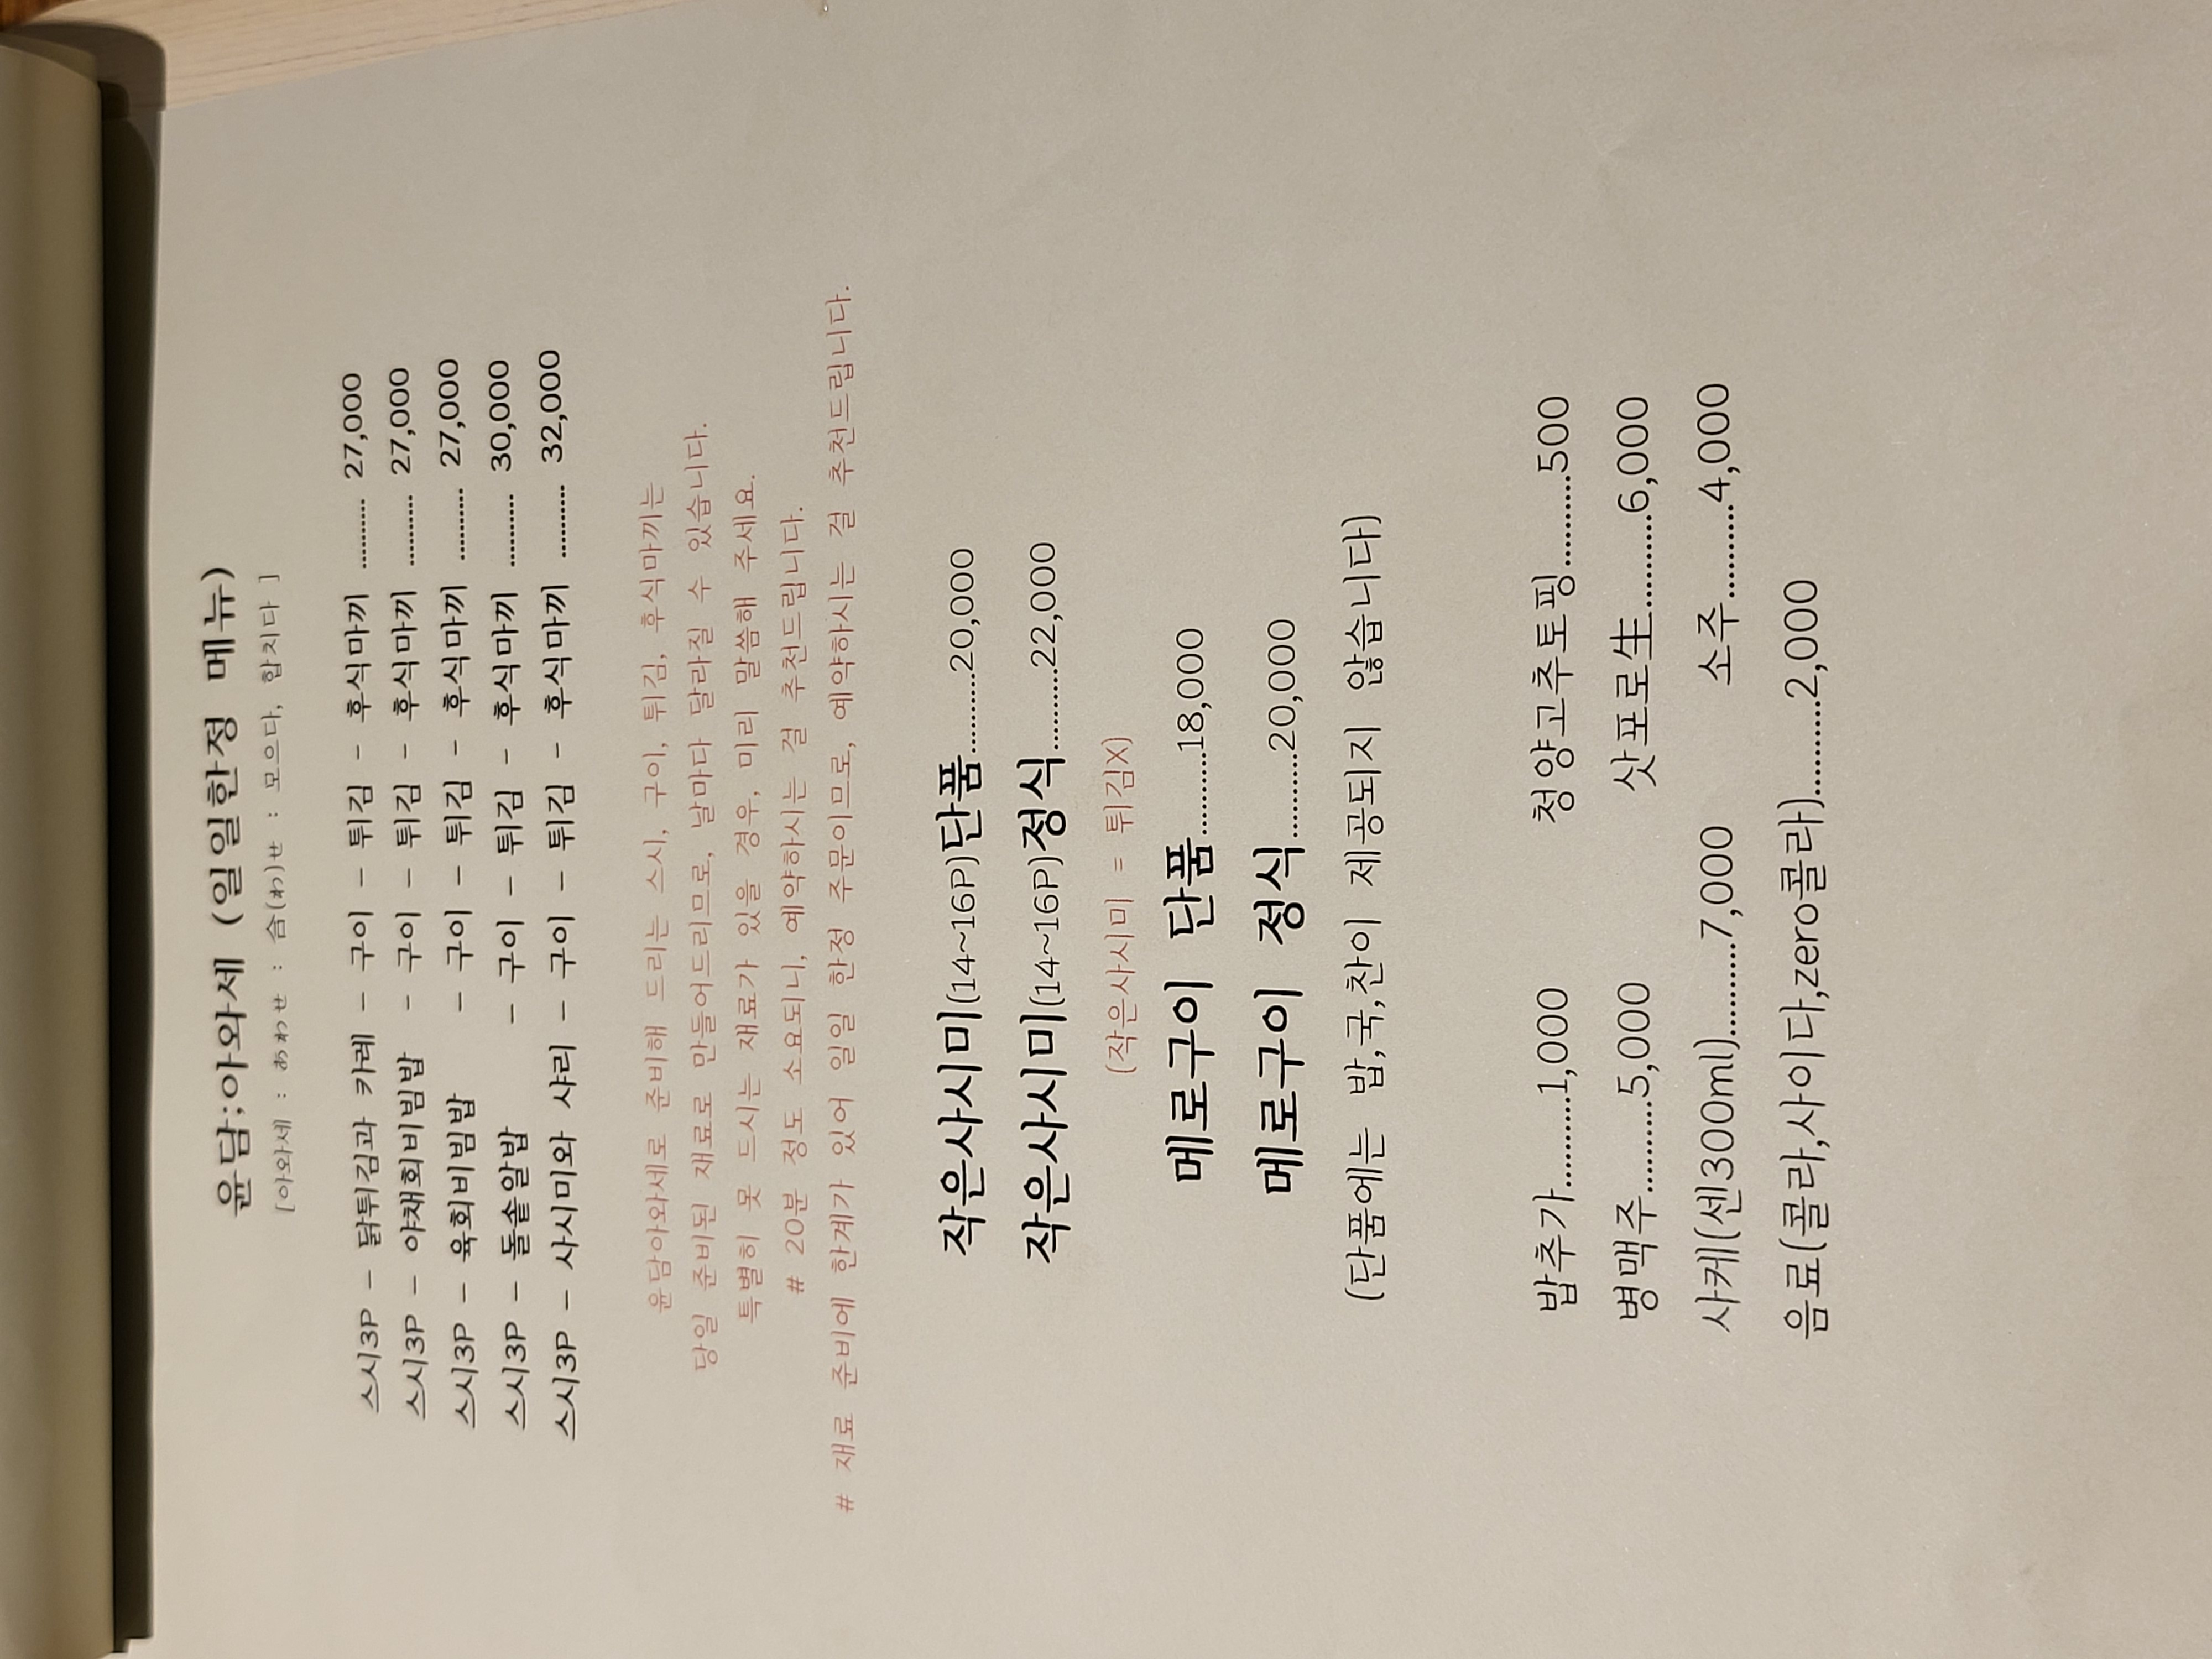 윤담;아와세 (일일한정 메뉴)
[아와세 : あわせ : 合(わ)せ : 모으다, 합치다 ]
스시3P - 닭튀김과 카레 - 구이 - 튀김 - 후식마끼 .......... 27,000
스시3P - 야채회비빔밥 - 구이 - 튀김 - 후식마끼 .......... 27,000
스시3P - 육회비빔밥 - 구이 - 튀김 - 후식마끼 .......... 27,000
스시3P - 돌솥알밥 - 구이 - 튀김 - 후식마끼 .......... 30,000
스시3P - 사시미와 샤리 - 구이 - 튀김 - 후식마끼 .......... 32,000
윤담아와세로 준비해 드리는 스시, 구이, 튀김, 후식마끼는
당일 준비된 재료로 만들어드리므로, 날마다 달라질 수 있습니다.
특별히 못 드시는 재료가 있을 경우, 미리 말씀해 주세요.
# 20분 정도 소요되니, 예약하시는 걸 추천드립니다.
# 재료 준비에 한계가 있어 일일 한정 주문이므로, 예약하시는 걸 추천드립니다.
작은사시미(14~16P)단품..........20,000
작은사시미(14~16P)정식..........22,000
(작은사시미 = 튀김X)
메로구이 단품..........18,000
메로구이 정식..........20,000
(단품에는 밥,국,찬이 제공되지 않습니다)
밥추가..........1,000 청양고추토핑..........500
병맥주..........5,000 삿포로生..........6,000
사케(센300ml)..........7,000 소주..........4,000
음료(콜라,사이다,zero콜라)..........2,000